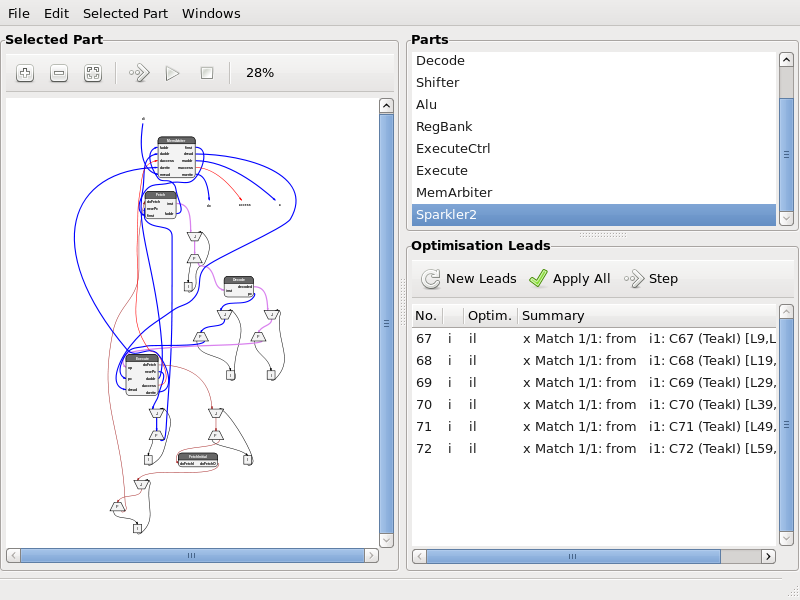 File Edit Selected Part Windows
Selected Part
28%
MemArbiter
Fetch
Decode
Execute
Parts
Decode
Shifter
Alu
RegBank
ExecuteCtrl
Execute
MemArbiter
Sparkler2
Optimisation Leads
New Leads Apply All Step
No. Optim. Summary
67 i il x Match 1/1: from i1: C67 (TeakI) [L9,L
68 i il x Match 1/1: from i1: C68 (TeakI) [L19,
69 i il x Match 1/1: from i1: C69 (TeakI) [L29,
70 i il x Match 1/1: from i1: C70 (TeakI) [L39,
71 i il x Match 1/1: from i1: C71 (TeakI) [L49,
72 i il x Match 1/1: from i1: C72 (TeakI) [L59,